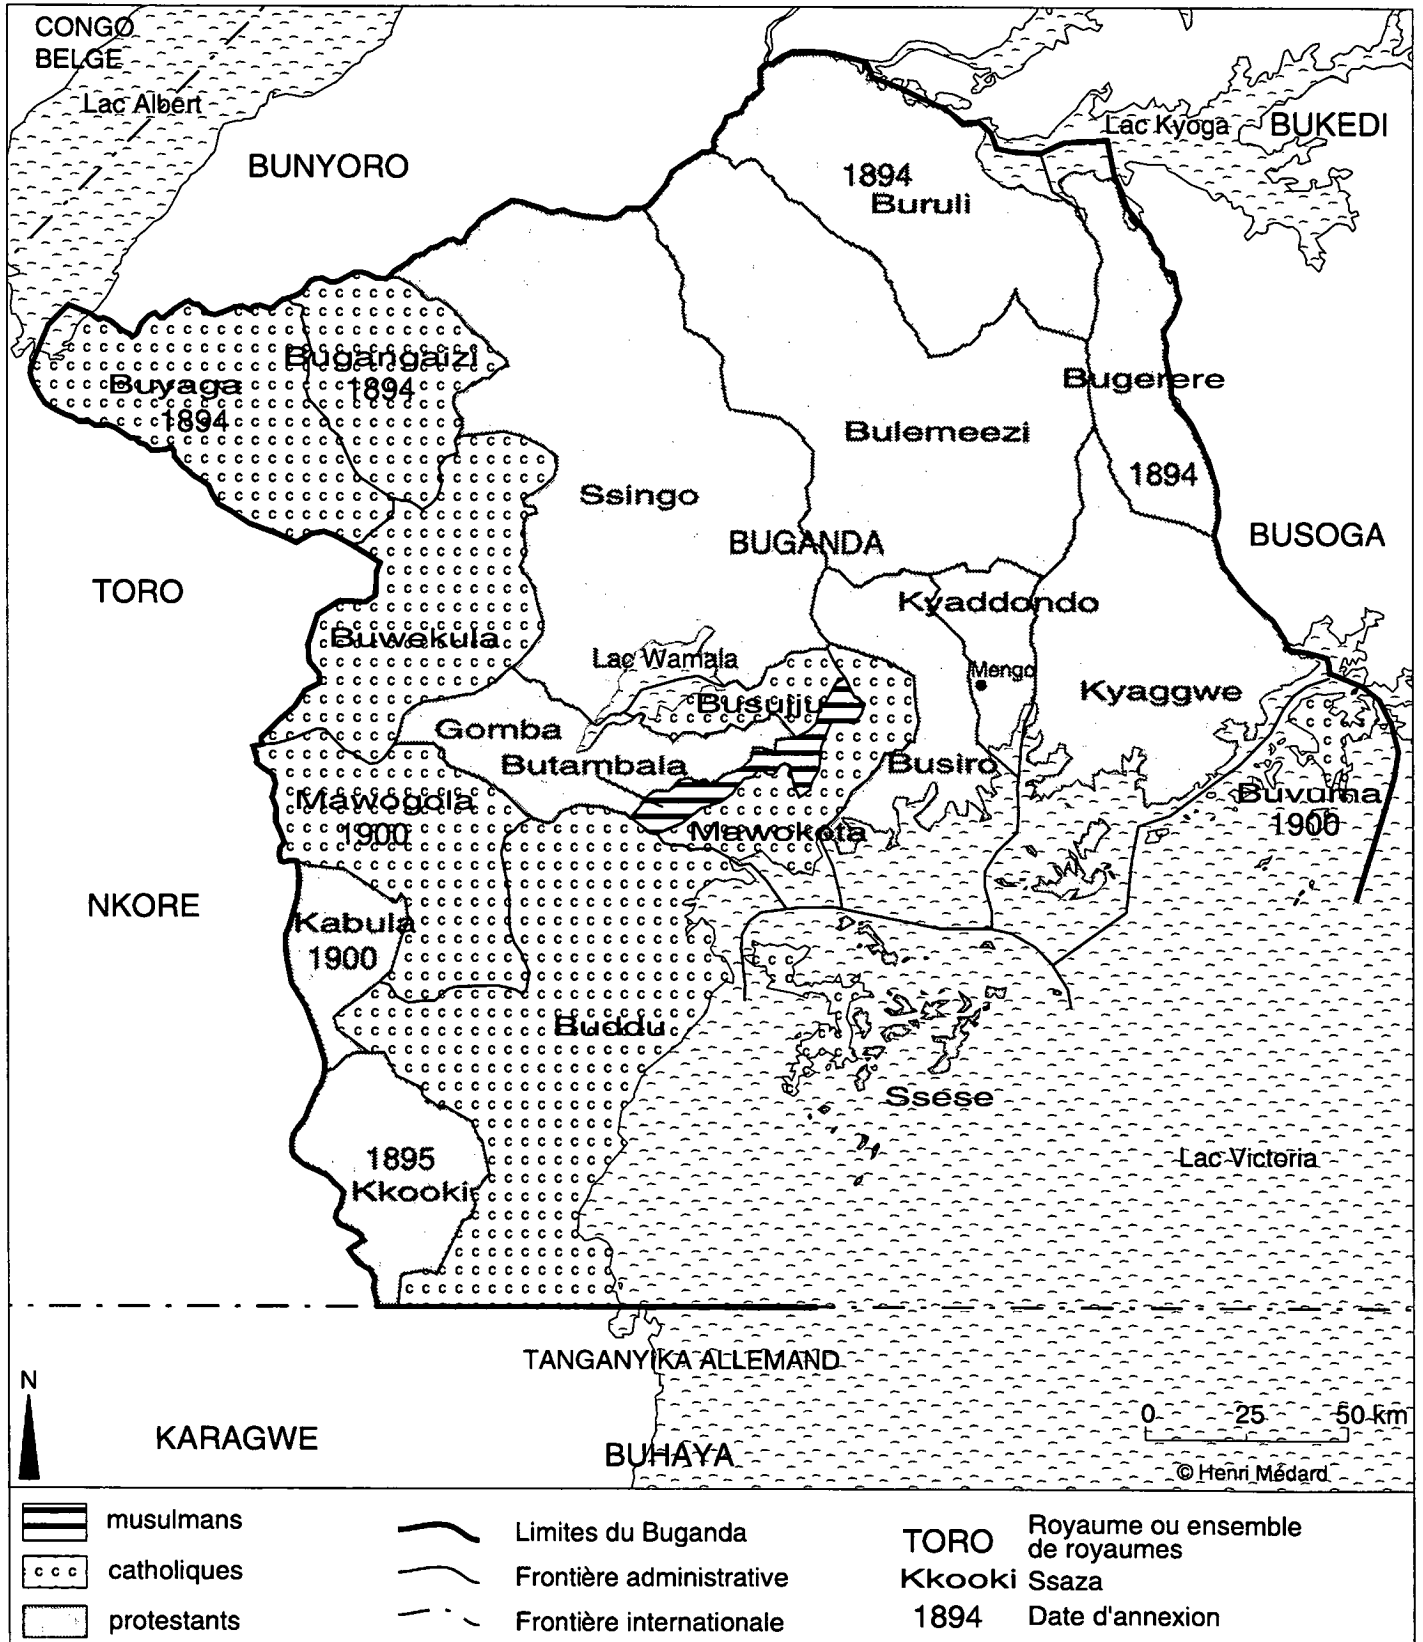 CONGO
BELGE
Lac Albert
BUNYORO
Lac Kyoga
BUKEDI
1894
Buruli
Bugangaizi
1894
Buyaga
1894
Bugerere
1894
Bulemeezi
Ssingo
BUGANDA
BUSOGA
TORO
Kyaddondo
Buwekula
Lac Wamala
Mengo
Kyaggwe
Busujju
Gomba
Butambala
Busiro
Mawogola
1900
Mawokota
Buvuma
1900
NKORE
Kabula
1900
Buddu
Ssese
1895
Kkooki
Lac Victoria
TANGANYIKA ALLEMAND
N
KARAGWE
BUHAYA
0 25 50 km
© Henri Médard
musulmans
catholiques
protestants
Limites du Buganda
Frontière administrative
Frontière internationale
TORO Royaume ou ensemble
de royaumes
Kkooki Ssaza
1894 Date d'annexion